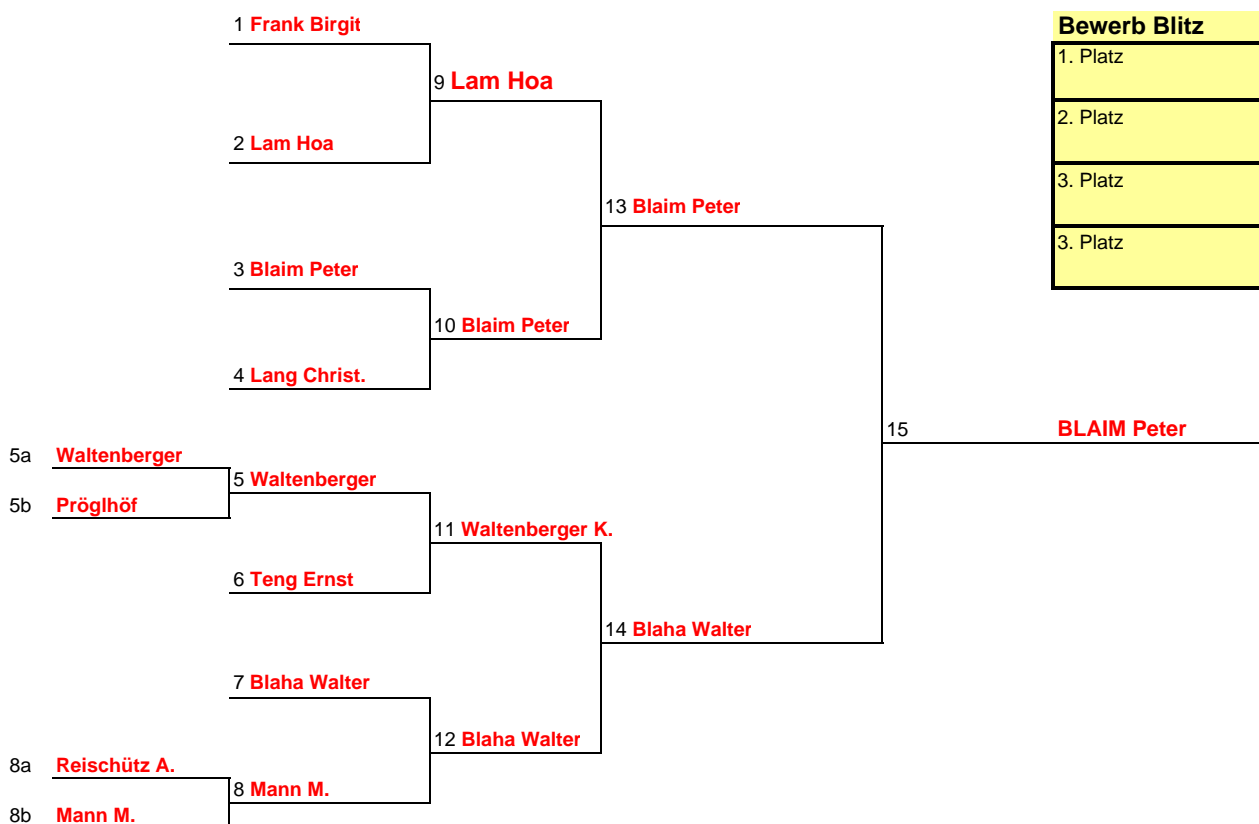 1 Frank Birgit
Bewerb Blitz
1. Platz
9 Lam Hoa
2. Platz
2 Lam Hoa
3. Platz
13 Blaim Peter
3. Platz
3 Blaim Peter
10 Blaim Peter
4 Lang Christ.
15 BLAIM Peter
5a Waltenberger
5 Waltenberger
5b Pröglhöf
11 Waltenberger K.
6 Teng Ernst
14 Blaha Walter
7 Blaha Walter
12 Blaha Walter
8a Reischütz A.
8 Mann M.
8b Mann M.